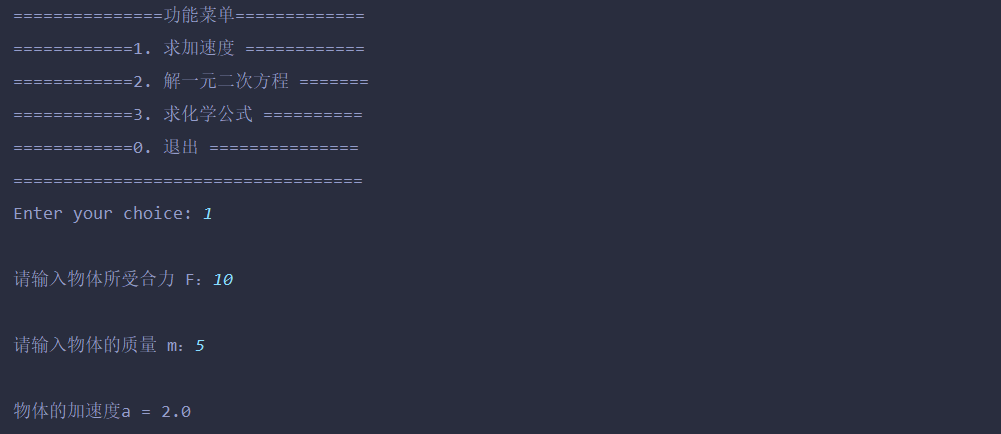 ===============功能菜单=============
============1. 求加速度 ============
============2. 解一元二次方程 =======
============3. 求化学公式 ==========
============0. 退出 ===============
===================================
Enter your choice: 1
请输入物体所受合力 F：10
请输入物体的质量 m：5
物体的加速度a = 2.0